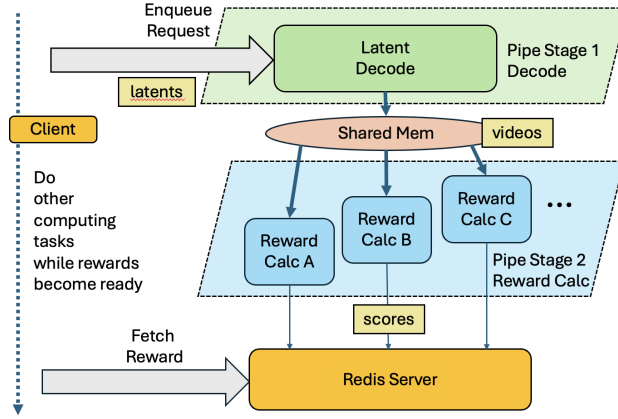 Enqueue
Request
Latent
Decode
Pipe Stage 1
Decode
latents
Client
Shared Mem
videos
Do
other
computing
tasks
while rewards
become ready
Reward
Calc A
Reward
Calc B
Reward
Calc C
...
Pipe Stage 2
Reward Calc
scores
Fetch
Reward
Redis Server